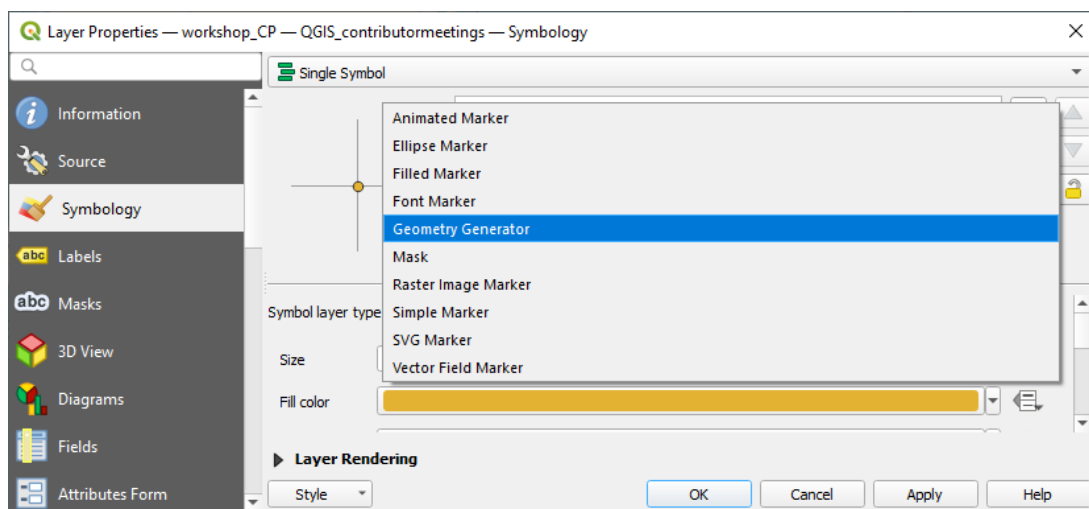 Layer Properties — workshop_CP — QGIS_contributormeetings — Symbology
Single Symbol
Information
Source
Symbology
abc Labels
abc Masks
3D View
Diagrams
Fields
Attributes Form
Animated Marker
Ellipse Marker
Filled Marker
Font Marker
Geometry Generator
Mask
Raster Image Marker
Simple Marker
SVG Marker
Vector Field Marker
Symbol layer type
Size
Fill color
Layer Rendering
Style
OK
Cancel
Apply
Help